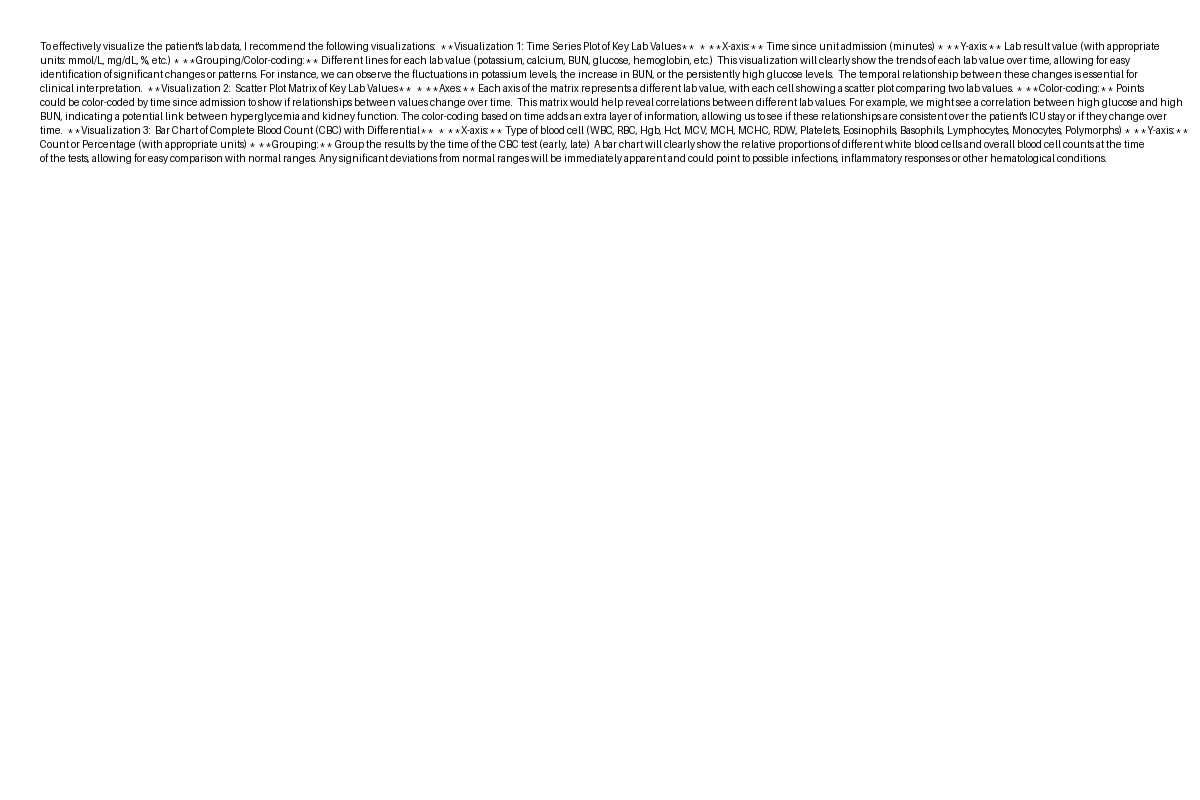 To effectively visualize the patient's lab data, I recommend the following visualizations:  **Visualization 1: Time Series Plot of Key Lab Values**  * **X-axis:** Time since unit admission (minutes) * **Y-axis:** Lab result value (with appropriate
units: mmol/L, mg/dL, %, etc.) * **Grouping/Color-coding:** Different lines for each lab value (potassium, calcium, BUN, glucose, hemoglobin, etc.)  This visualization will clearly show the trends of each lab value over time, allowing for easy
identification of significant changes or patterns. For instance, we can observe the fluctuations in potassium levels, the increase in BUN, or the persistently high glucose levels.  The temporal relationship between these changes is essential for
clinical interpretation.  **Visualization 2:  Scatter Plot Matrix of Key Lab Values**  * **Axes:** Each axis of the matrix represents a different lab value, with each cell showing a scatter plot comparing two lab values. * **Color-coding:** Points
could be color-coded by time since admission to show if relationships between values change over time.  This matrix would help reveal correlations between different lab values. For example, we might see a correlation between high glucose and high
BUN, indicating a potential link between hyperglycemia and kidney function. The color-coding based on time adds an extra layer of information, allowing us to see if these relationships are consistent over the patient's ICU stay or if they change over
time.  **Visualization 3:  Bar Chart of Complete Blood Count (CBC) with Differential**  * **X-axis:** Type of blood cell (WBC, RBC, Hgb, Hct, MCV, MCH, MCHC, RDW, Platelets, Eosinophils, Basophils, Lymphocytes, Monocytes, Polymorphs) * **Y-axis:**
Count or Percentage (with appropriate units) * **Grouping:** Group the results by the time of the CBC test (early, late)  A bar chart will clearly show the relative proportions of different white blood cells and overall blood cell counts at the time
of the tests, allowing for easy comparison with normal ranges. Any significant deviations from normal ranges will be immediately apparent and could point to possible infections, inflammatory responses or other hematological conditions.